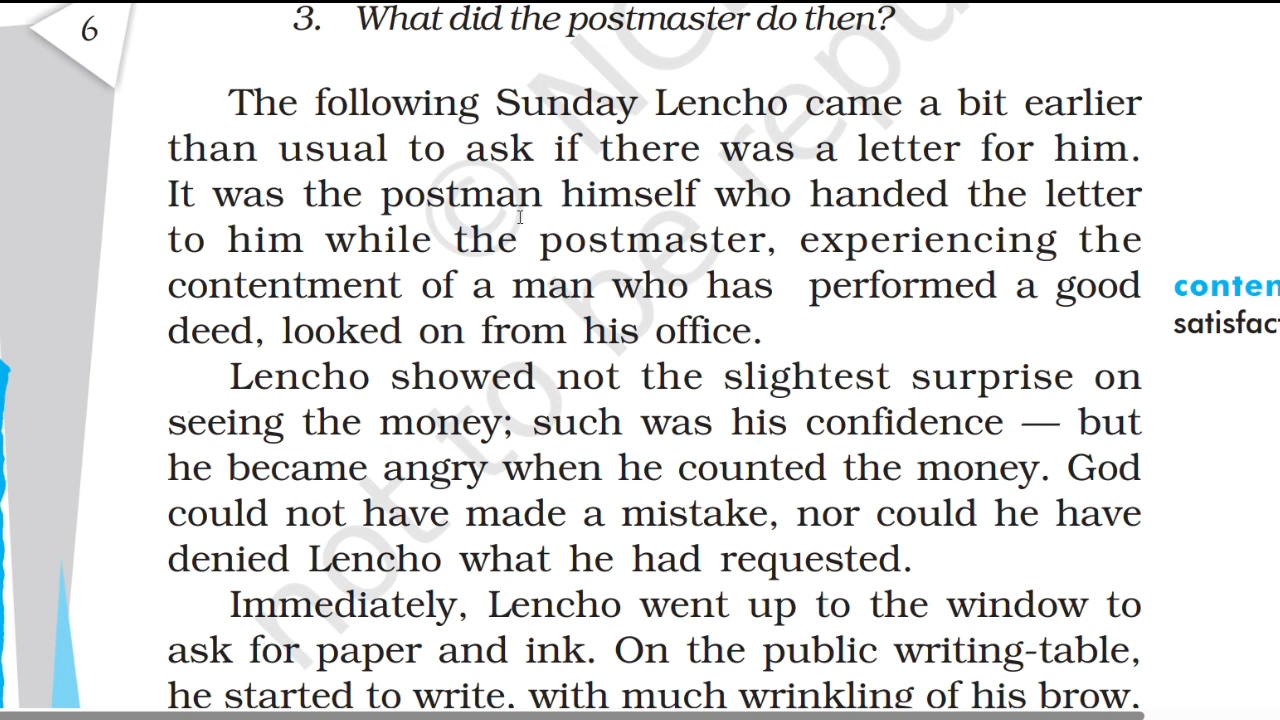 6
3. What did the postmaster do then?
The following Sunday Lencho came a bit earlier
than usual to ask if there was a letter for him.
It was the postman himself who handed the letter
to him while the postmaster, experiencing the
contentment of a man who has performed a good
deed, looked on from his office.
conten
satisfac
Lencho showed not the slightest surprise on
seeing the money; such was his confidence — but
he became angry when he counted the money. God
could not have made a mistake, nor could he have
denied Lencho what he had requested.
Immediately, Lencho went up to the window to
ask for paper and ink. On the public writing-table,
he started to write, with much wrinkling of his brow,
© NC
not to be repu